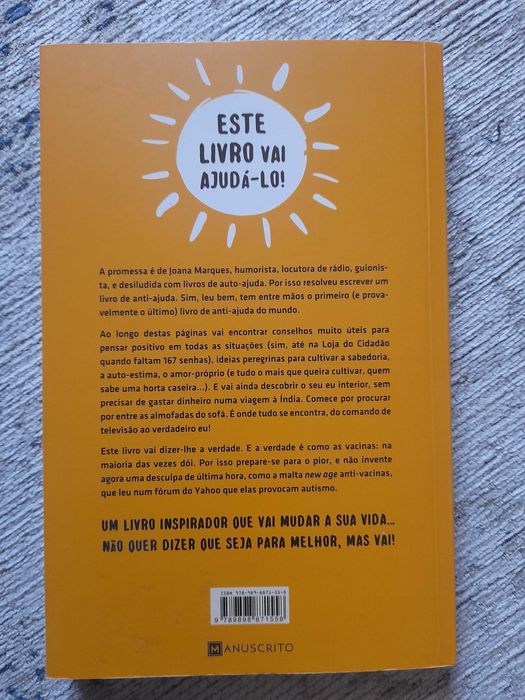 ESTE
LIVRO VAI
AJUDÁ-LO!
A promessa é de Joana Marques, humorista, locutora de rádio, guionis-
ta, e desiludida com livros de auto-ajuda. Por isso resolveu escrever um
livro de anti-ajuda. Sim, leu bem, tem entre mãos o primeiro (e prova-
velmente o último) livro de anti-ajuda do mundo.
Ao longo destas páginas vai encontrar conselhos muito úteis para
pensar positivo em todas as situações (sim, até na Loja do Cidadão
quando faltam 167 senhas), ideias peregrinas para cultivar a sabedoria,
a auto-estima, o amor-próprio (e tudo o mais que queira cultivar, quem
sabe uma horta caseira...). E vai ainda descobrir o seu eu interior, sem
precisar de gastar dinheiro numa viagem à Índia. Comece por procurar
por entre as almofadas do sofá. É onde tudo se encontra, do comando de
televisão ao verdadeiro eu!
Este livro vai dizer-lhe a verdade. E a verdade é como as vacinas: na
maioria das vezes dói. Por isso prepare-se para o pior, e não invente
agora uma desculpa de última hora, como a malta new age anti-vacinas,
que leu num fórum do Yahoo que elas provocam autismo.
UM LIVRO INSPIRADOR QUE VAI MUDAR A SUA VIDA...
NÃO QUER DIZER QUE SEJA PARA MELHOR, MAS VAI!
ISBN 978-989-8871-55-8
9 789898 871558
MANUSCRITO